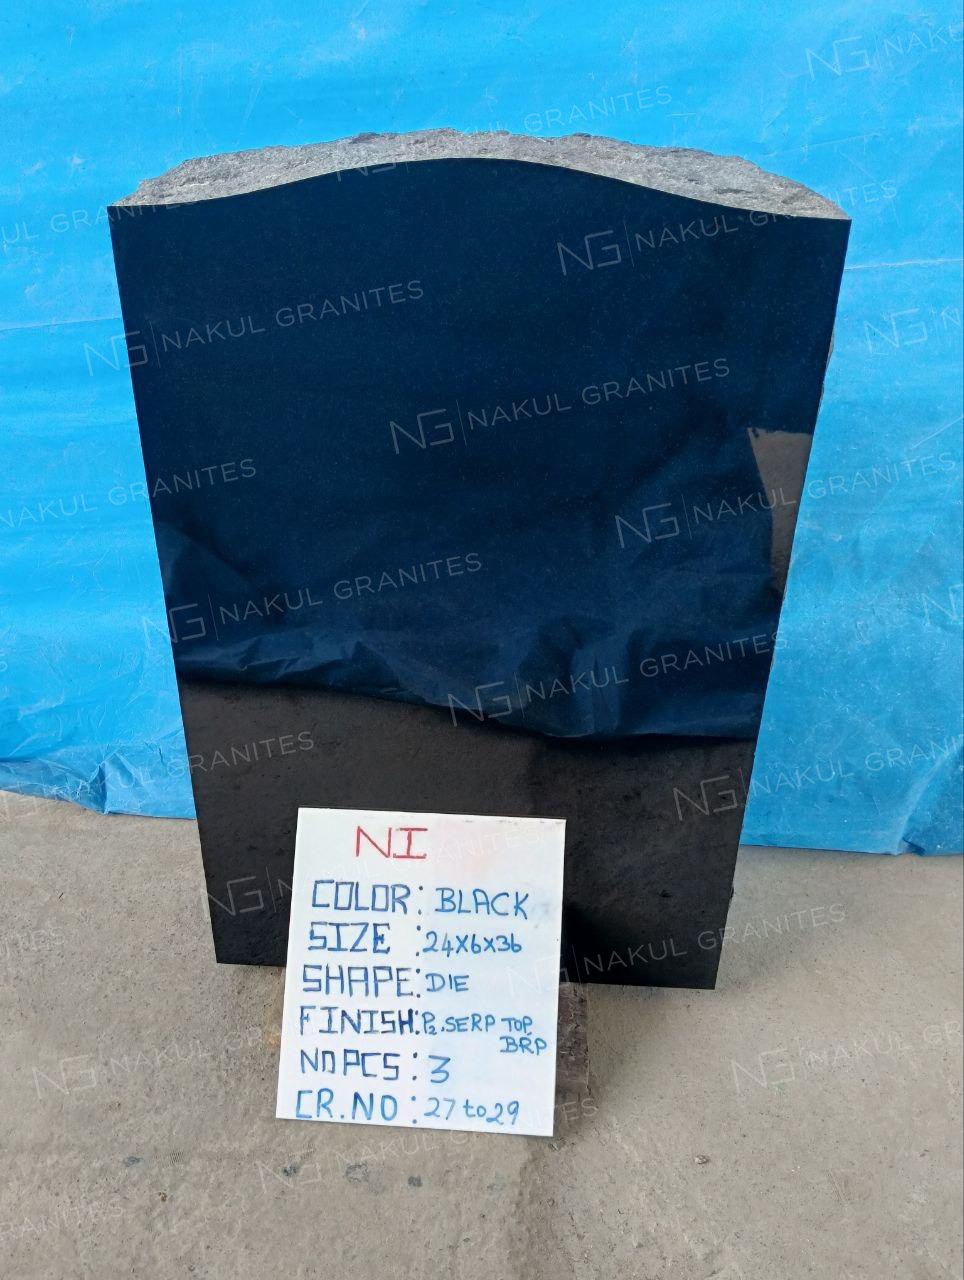 NAKUL GRANITES
NI
COLOR: BLACK
SIZE : 24X6X36
SHAPE: DIE
FINISH: P2. SERP TOP
BRP
NO PCS : 3
CR.NO : 27 to 29